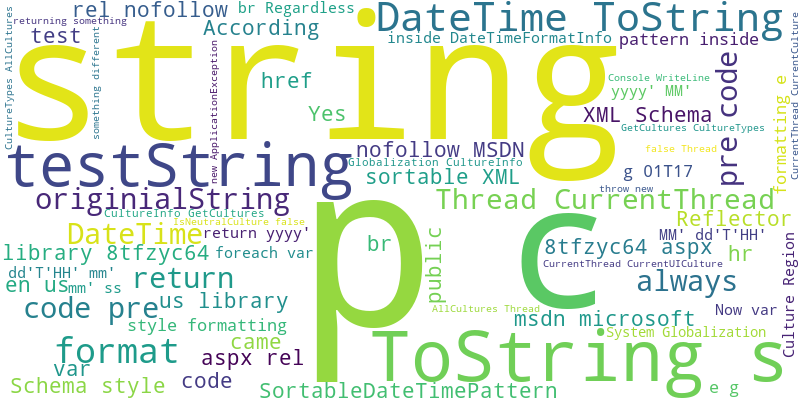 returning something
rel nofollow
br Regardless
DateTime ToString
test
According
inside DateTimeFormatInfo
pattern inside
CultureTypes AllCultures
string
something different
new ApplicationException
href
Console WriteLine
yyyy' MM'
pre code
CurrentThread CurrentCulture
formatting e
Yes
XML Schema
GetCultures CultureTypes
testString
nofollow MSDN
false Thread
Globalization CultureInfo
sortable XML
g 01T17
throw new
originialString
p
c
Thread CurrentThread
CultureInfo GetCultures
IsNeutralCulture false
Reflector
DateTime
return yyyy'
br
public
MM' dd'T'HH'
library 8tfzyc64
foreach var
8tfzyc64 aspx
hr
Culture Region
dd'T'HH' mm'
CurrentThread CurrentUICulture
en us
mm' ss
return
always
code pre
us library
AllCultures Thread
msdn microsoft
Now var
style formatting
System Globalization
format
came
aspx rel
ToString s
var
code
Schema style
SortableDateTimePattern
e g